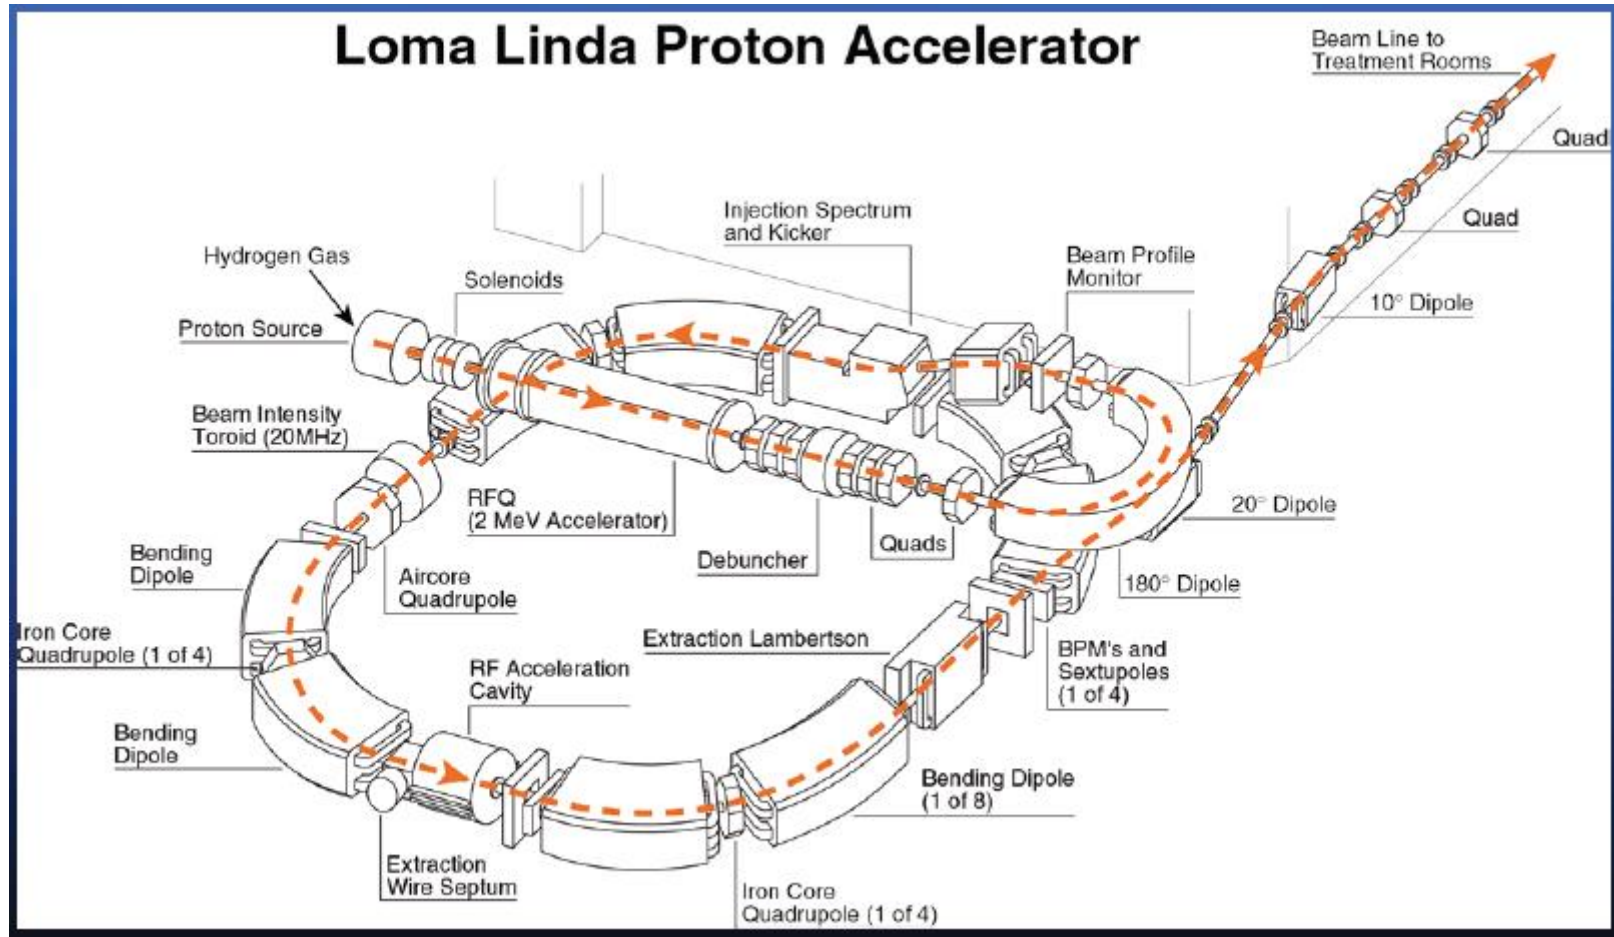 Loma Linda Proton Accelerator
Beam Line to
Treatment Rooms
Quad
Quad
10° Dipole
Injection Spectrum
and Kicker
Beam Profile
Monitor
Hydrogen Gas
Solenoids
Proton Source
Beam Intensity
Toroid (20MHz)
RFQ
(2 MeV Accelerator)
Debuncher
Quads
20° Dipole
180° Dipole
Bending
Dipole
Aircore
Quadrupole
Iron Core
Quadrupole (1 of 4)
Extraction Lambertson
BPM's and
Sextupoles
(1 of 4)
RF Acceleration
Cavity
Bending
Dipole
Bending Dipole
(1 of 8)
Extraction
Wire Septum
Iron Core
Quadrupole (1 of 4)